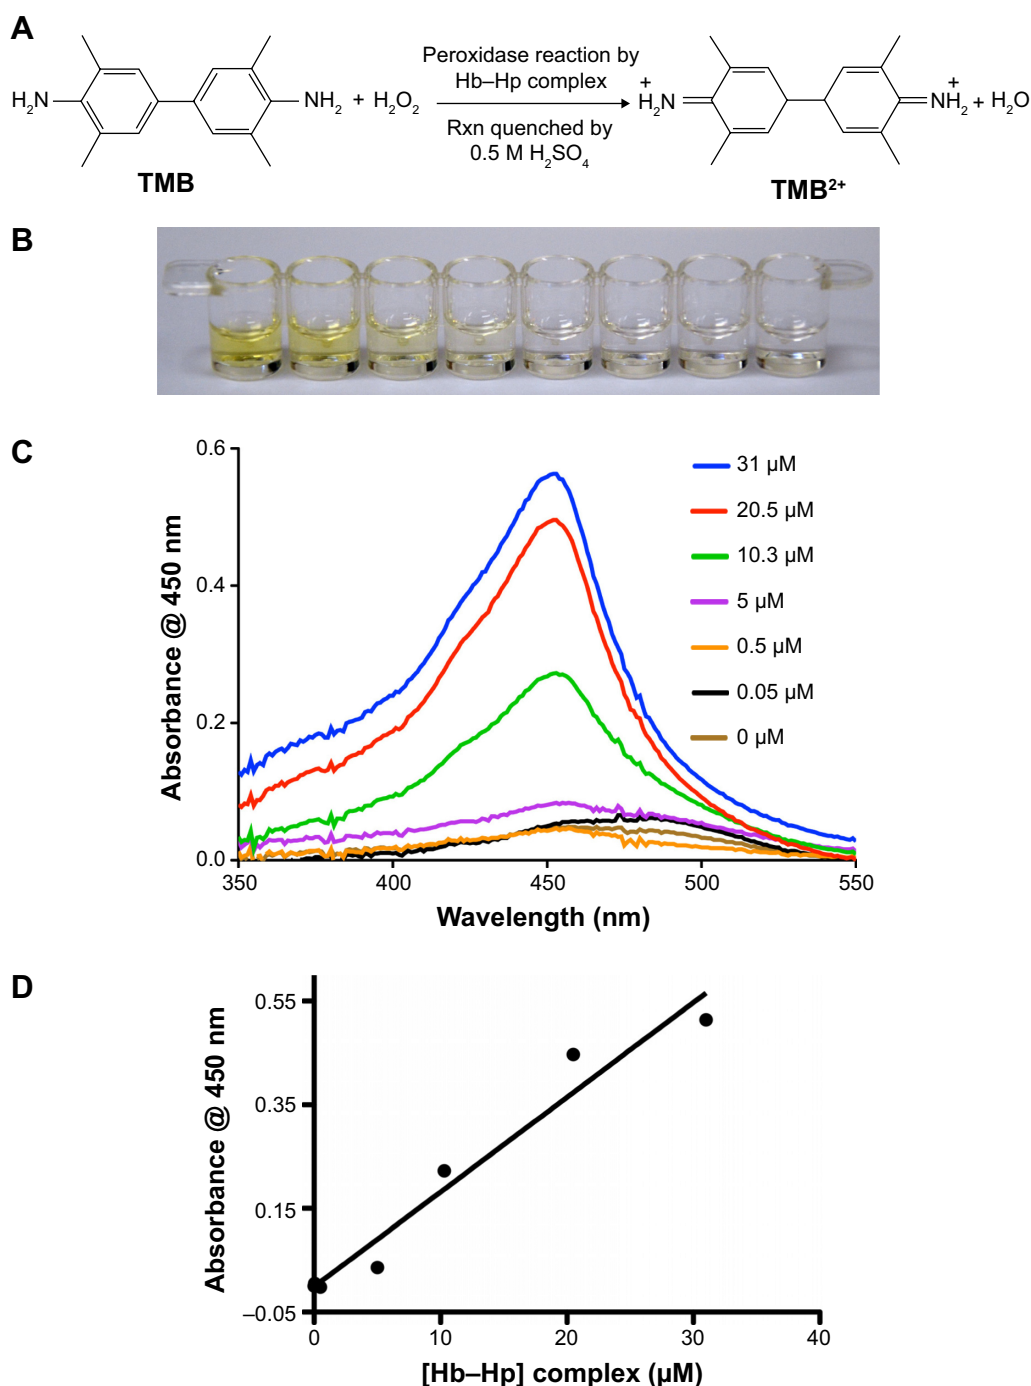 A
H₂N
NH₂ + H₂O₂
TMB
Peroxidase reaction by
Hb–Hp complex
Rxn quenched by
0.5 M H₂SO₄
+
H₂N
+
NH₂ + H₂O
TMB²⁺
B
C
Absorbance @ 450 nm
0.6
0.4
0.2
0.0
350
400
450
500
550
Wavelength (nm)
31 µM
20.5 µM
10.3 µM
5 µM
0.5 µM
0.05 µM
0 µM
D
Absorbance @ 450 nm
0.55
0.35
0.15
–0.05
0
10
20
30
40
[Hb–Hp] complex (µM)